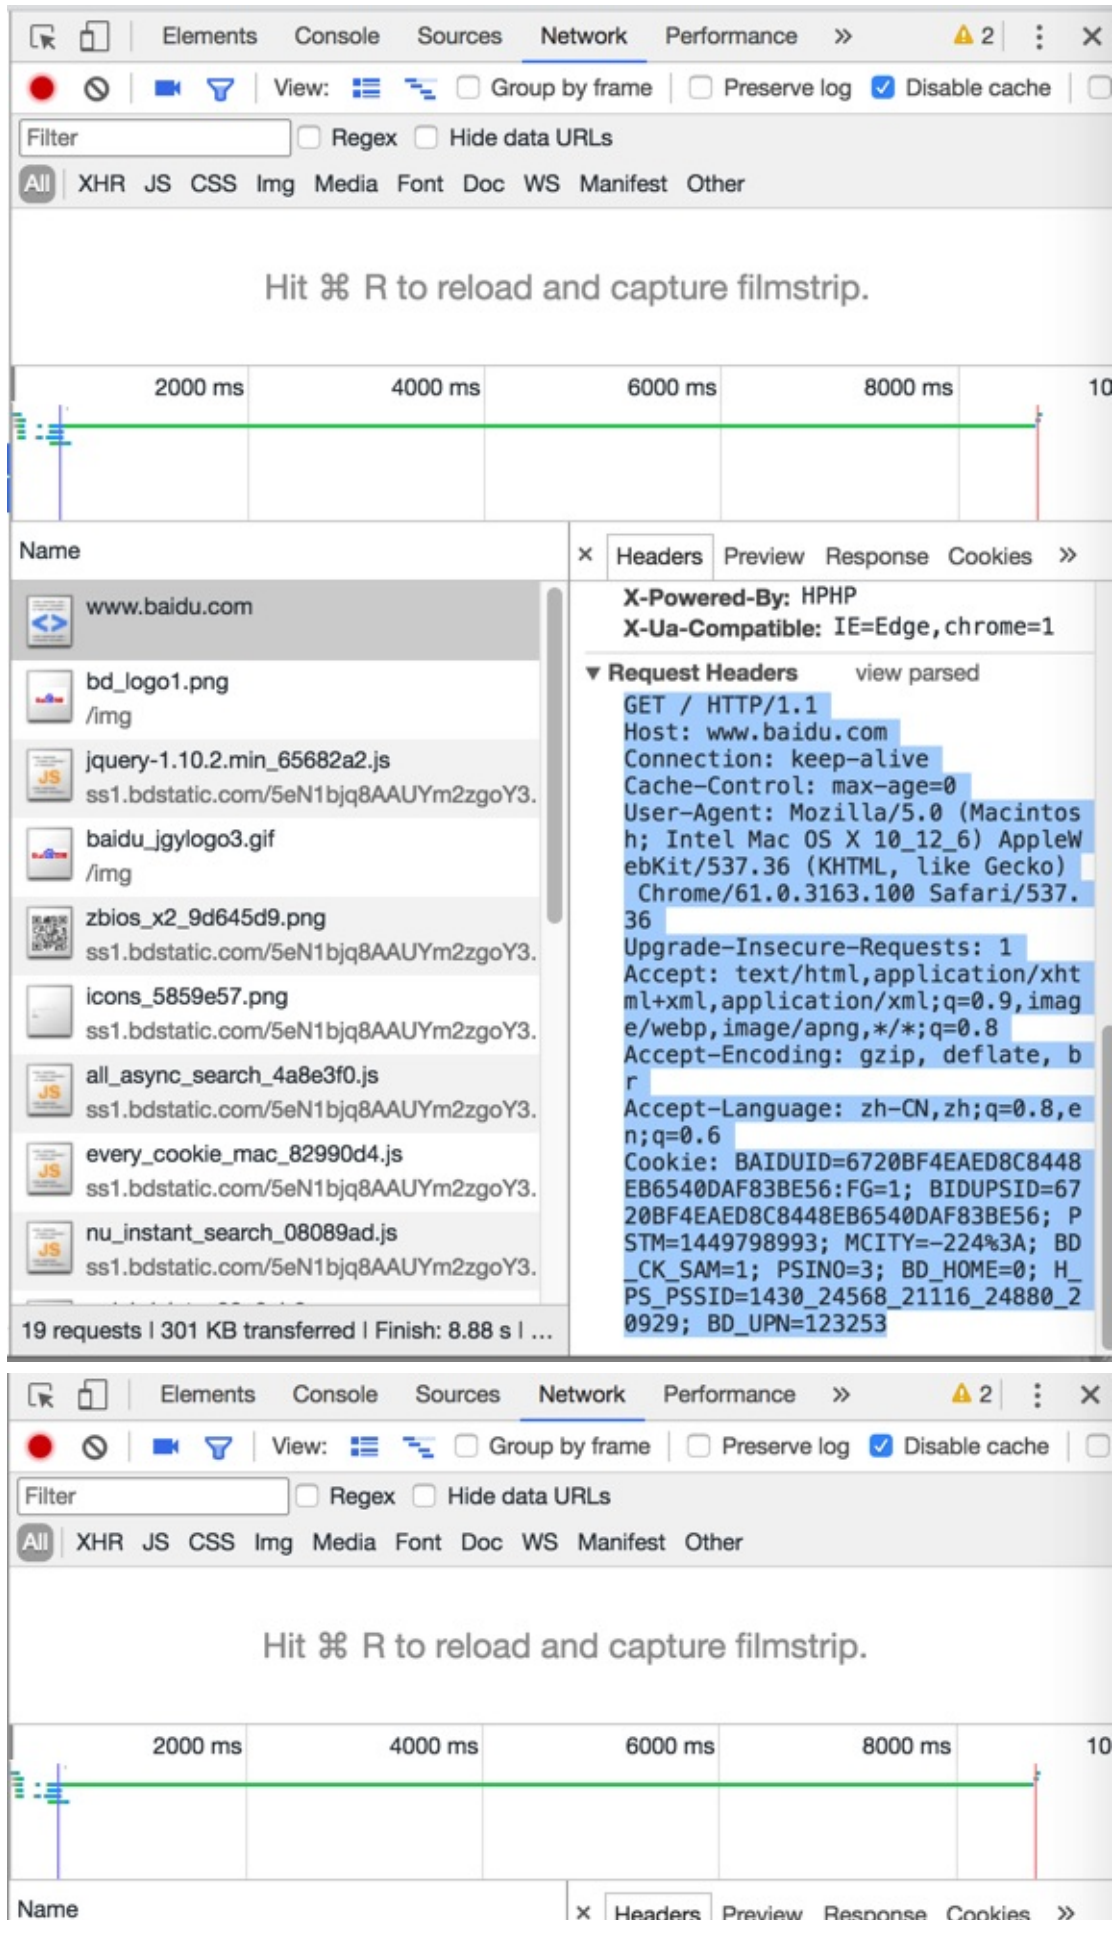 Elements Console Sources Network Performance » 2
View: Group by frame Preserve log Disable cache
Filter Regex Hide data URLs
All XHR JS CSS Img Media Font Doc WS Manifest Other
Hit ⌘ R to reload and capture filmstrip.
2000 ms 4000 ms 6000 ms 8000 ms 10
Name
www.baidu.com
bd_logo1.png
/img
jquery-1.10.2.min_65682a2.js
ss1.bdstatic.com/5eN1bjq8AAUYm2zgoY3.
baidu_jgylogo3.gif
/img
zbios_x2_9d645d9.png
ss1.bdstatic.com/5eN1bjq8AAUYm2zgoY3.
icons_5859e57.png
ss1.bdstatic.com/5eN1bjq8AAUYm2zgoY3.
all_async_search_4a8e3f0.js
ss1.bdstatic.com/5eN1bjq8AAUYm2zgoY3.
every_cookie_mac_82990d4.js
ss1.bdstatic.com/5eN1bjq8AAUYm2zgoY3.
nu_instant_search_08089ad.js
ss1.bdstatic.com/5eN1bjq8AAUYm2zgoY3.
19 requests | 301 KB transferred | Finish: 8.88 s | ...
× Headers Preview Response Cookies »
X-Powered-By: HPHP
X-Ua-Compatible: IE=Edge,chrome=1
▼ Request Headers view parsed
GET / HTTP/1.1
Host: www.baidu.com
Connection: keep-alive
Cache-Control: max-age=0
User-Agent: Mozilla/5.0 (Macintos
h; Intel Mac OS X 10_12_6) AppleW
ebKit/537.36 (KHTML, like Gecko)
Chrome/61.0.3163.100 Safari/537.
36
Upgrade-Insecure-Requests: 1
Accept: text/html,application/xht
ml+xml,application/xml;q=0.9,imag
e/webp,image/apng,*/*;q=0.8
Accept-Encoding: gzip, deflate, b
r
Accept-Language: zh-CN,zh;q=0.8,e
n;q=0.6
Cookie: BAIDUID=6720BF4EAED8C8448
EB6540DAF83BE56:FG=1; BIDUPSID=67
20BF4EAED8C8448EB6540DAF83BE56; P
STM=1449798993; MCITY=-224%3A; BD
_CK_SAM=1; PSINO=3; BD_HOME=0; H_
PS_PSSID=1430_24568_21116_24880_2
0929; BD_UPN=123253
Elements Console Sources Network Performance » 2
View: Group by frame Preserve log Disable cache
Filter Regex Hide data URLs
All XHR JS CSS Img Media Font Doc WS Manifest Other
Hit ⌘ R to reload and capture filmstrip.
2000 ms 4000 ms 6000 ms 8000 ms 10
Name
× Headers Preview Response Cookies »